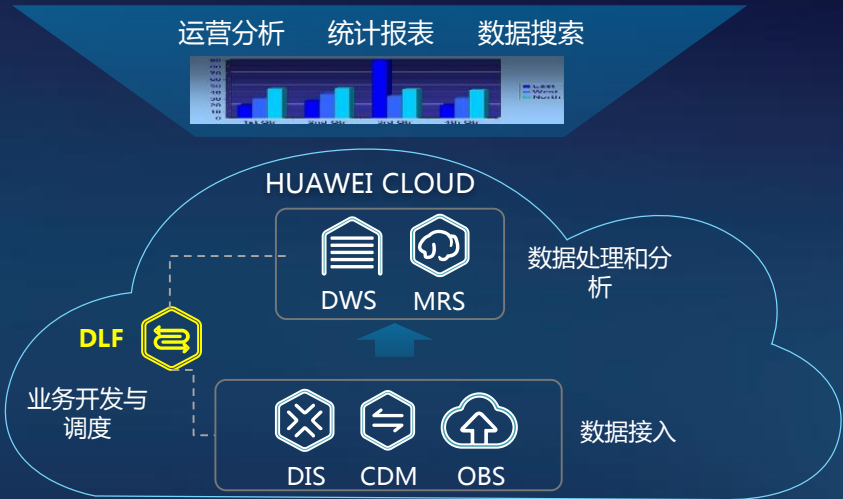 运营分析 统计报表 数据搜索
HUAWEI CLOUD
DWS MRS
数据处理和分
析
DLF
业务开发与
调度
DIS CDM OBS
数据接入